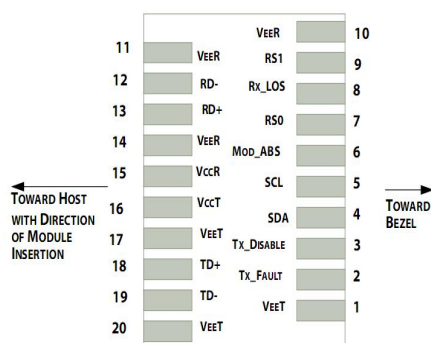 VEER 10
11 VEER
RS1 9
12 RD-
RX_LOS 8
13 RD+
RS0 7
14 VEER
MOD_ABS 6
15 VCCR
SCL 5
TOWARD HOST
WITH DIRECTION
OF MODULE
INSERTION
TOWARD
BEZEL
16 VCCT
SDA 4
17 VEET
TX_DISABLE 3
18 TD+
TX_FAULT 2
19 TD-
VEET 1
20 VEET